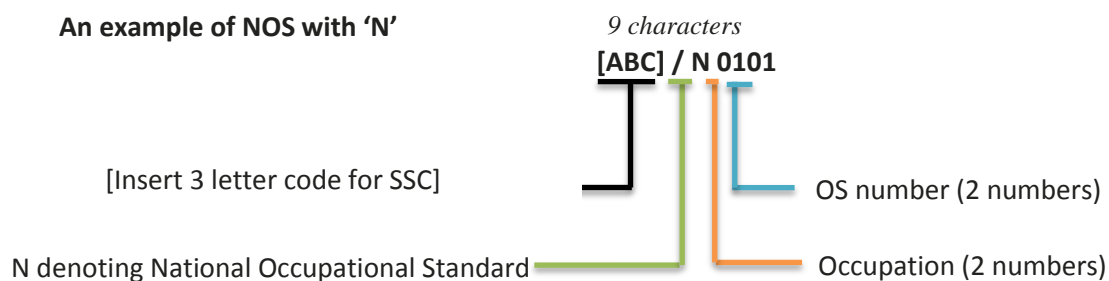 An example of NOS with ‘N’
9 characters
[ABC] / N 0101
[Insert 3 letter code for SSC]
OS number (2 numbers)
N denoting National Occupational Standard
Occupation (2 numbers)